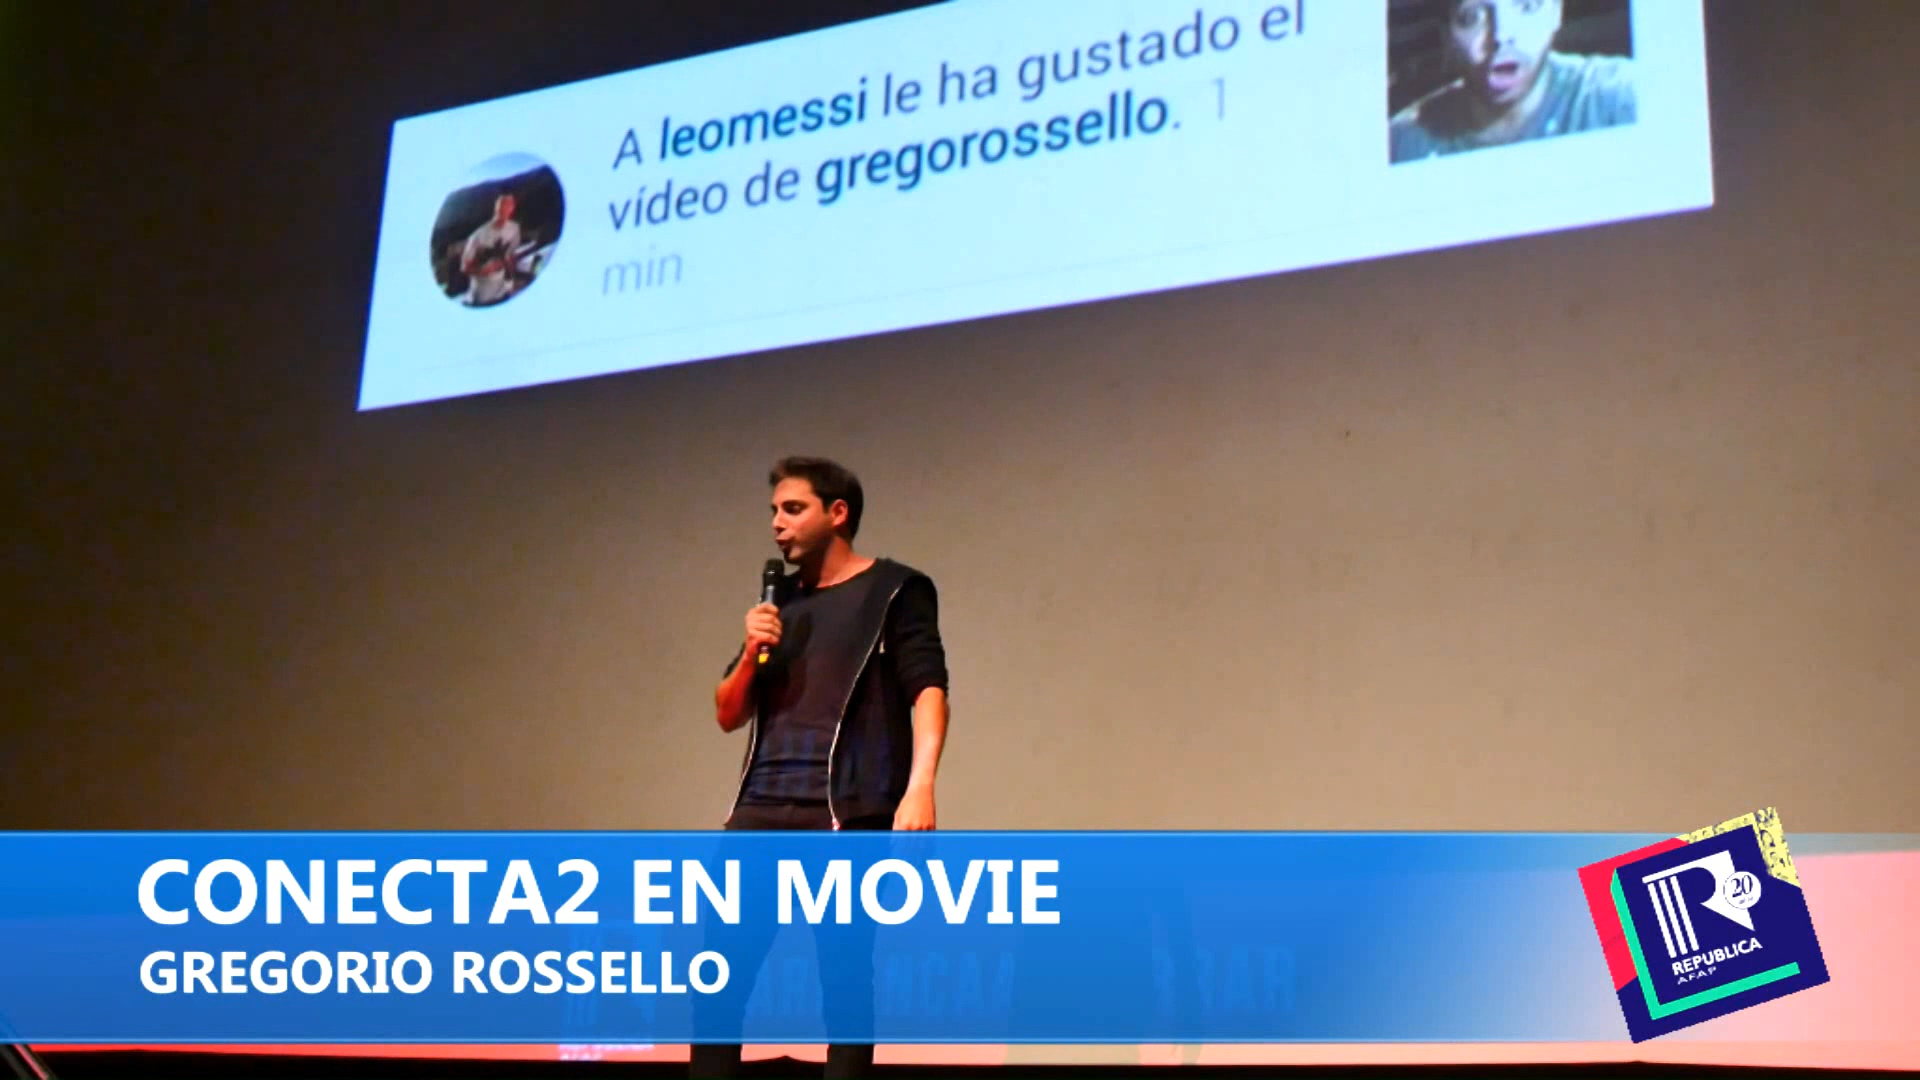 A leomessi le ha gustado el
vídeo de gregorossello. 1
min
CONECTA2 EN MOVIE
GREGORIO ROSSELLO
R
20
REPUBLICA
AFAP